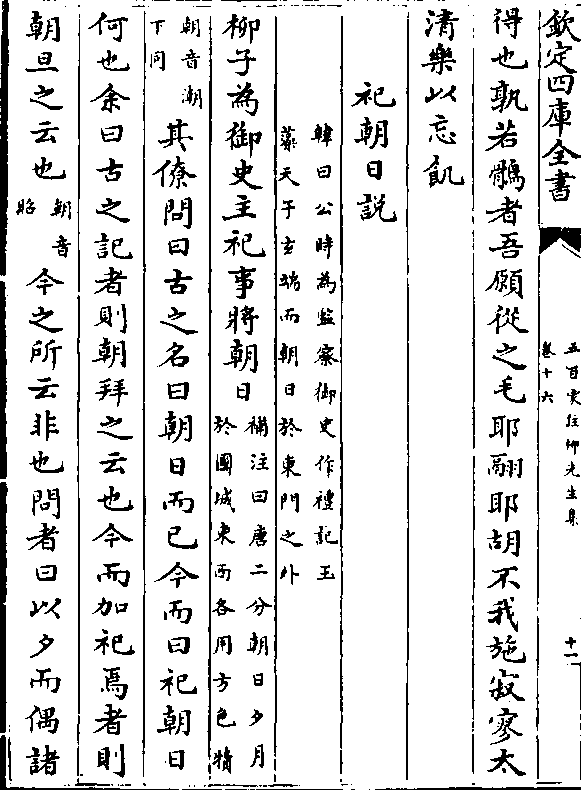 欽定四庫全書
五百家注柳先生集
卷十六
十一
得也孰若鶻者吾願從之毛耶翮耶胡不我施寂寥太
清樂以忘飢
祀朝日説
韓曰公時為監察御史作禮記玉
藻天子玄端而朝日於東門之外
柳子為御史主祀事將朝日
補注曰唐二分朝日夕月
於國城東西各用方色犢
朝音潮
下同
其僚問曰古之名曰朝日而已今而曰祀朝日
何也余曰古之記者則朝拜之云也今而加祀焉者則
朝旦之云也
朝音
昭
今之所云非也問者曰以夕而偶諸